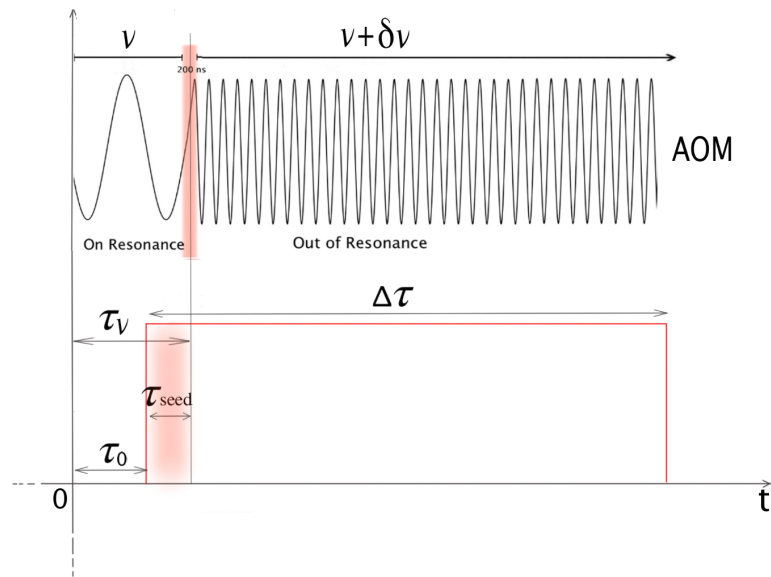 ν
ν+δν
200 ns
AOM
On Resonance
Out of Resonance
Δτ
τν
τseed
τ0
0
t